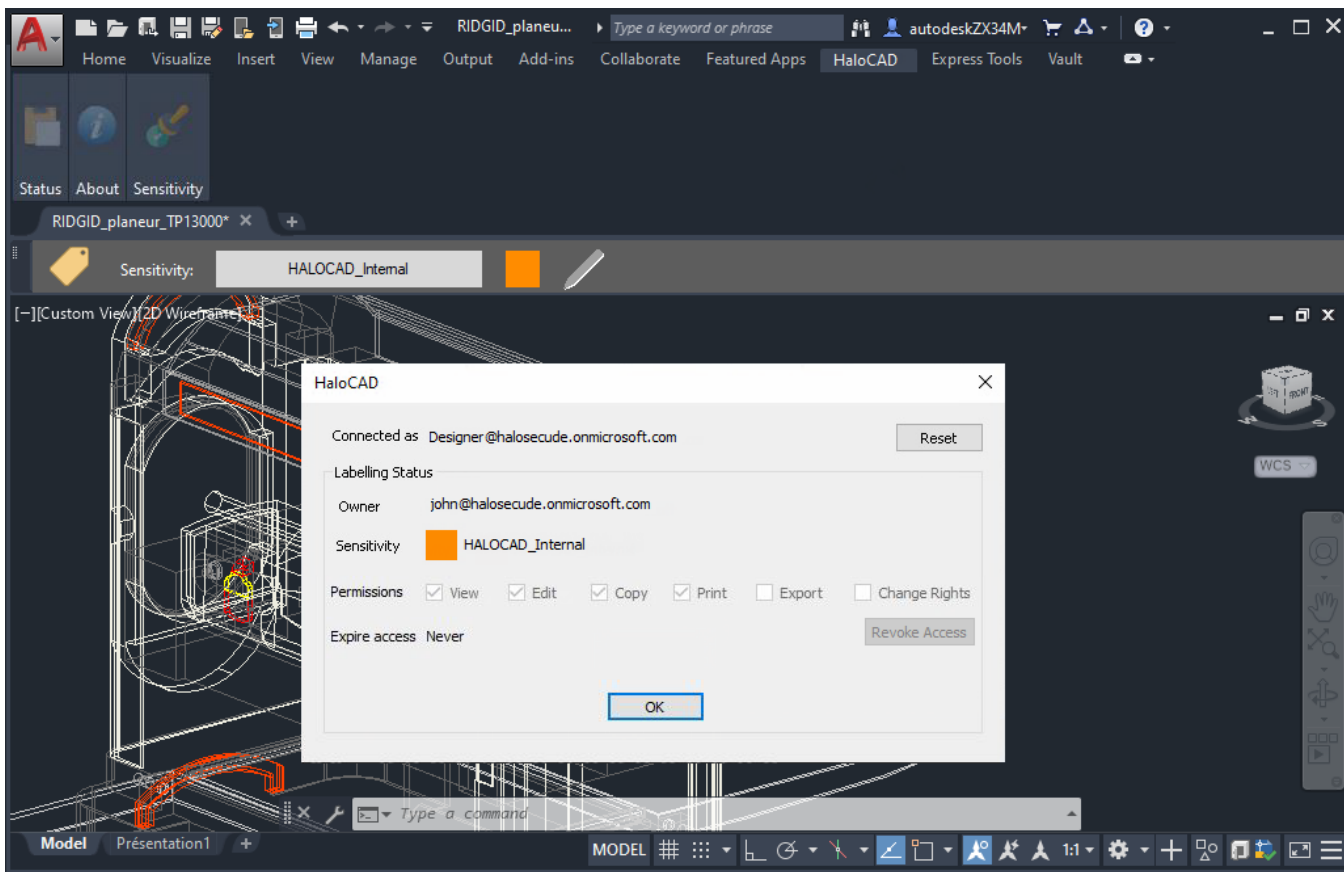 RIDGID_planeu... Type a keyword or phrase autodeskZX34M
Home Visualize Insert View Manage Output Add-ins Collaborate Featured Apps HaloCAD Express Tools Vault
Status About Sensitivity
RIDGID_planeur_TP13000*
Sensitivity: HALOCAD_Internal
[−][Custom View][2D Wireframe]
HaloCAD
Connected as Designer@halosecude.onmicrosoft.com Reset
FRONT
Labelling Status
WCS
Owner john@halosecude.onmicrosoft.com
Sensitivity HALOCAD_Internal
Permissions View Edit Copy Print Export Change Rights
Expire access Never Revoke Access
OK
Type a command
Model Présentation1 + MODEL 1:1